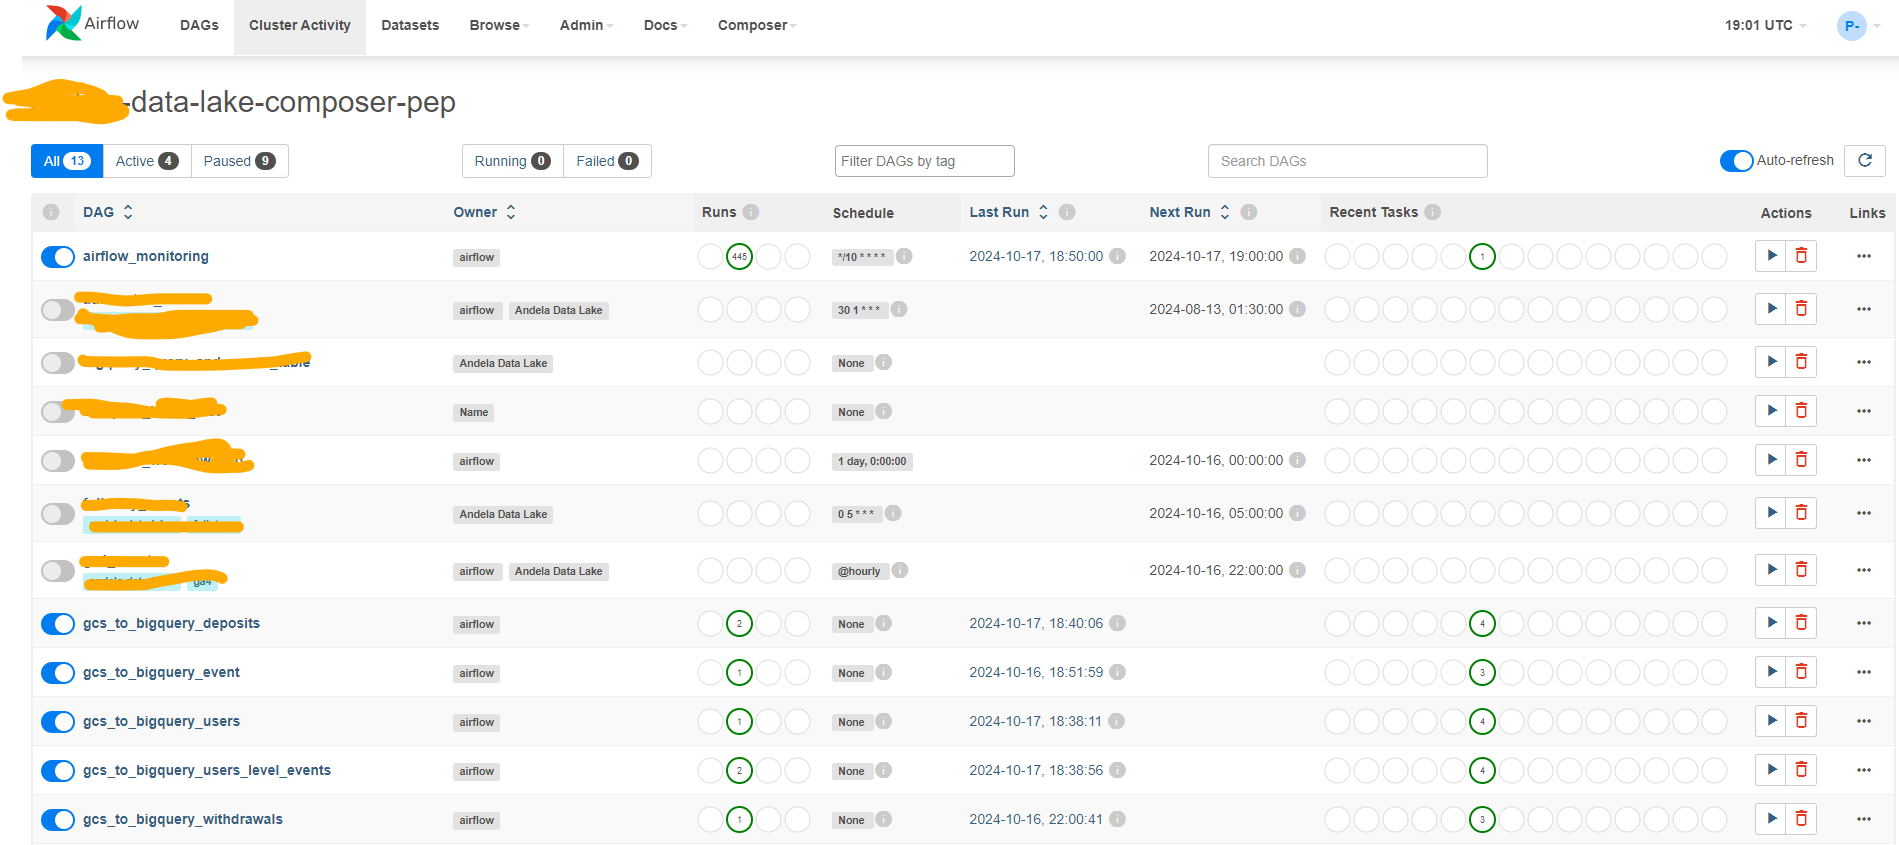 Airflow DAGs Cluster Activity Datasets Browse Admin Docs Composer 19:01 UTC P-
-data-lake-composer-pep
All 13 Active 4 Paused 9 Running 0 Failed 0 Filter DAGs by tag Search DAGs Auto-refresh
DAG Owner Runs Schedule Last Run Next Run Recent Tasks Actions Links
airflow_monitoring airflow 445 */10 * * * * 2024-10-17, 18:50:00 2024-10-17, 19:00:00 1
airflow Andela Data Lake 30 1 * * * 2024-08-13, 01:30:00
Andela Data Lake None
Name None
airflow 1 day, 0:00:00 2024-10-16, 00:00:00
Andela Data Lake 0 5 * * * 2024-10-16, 05:00:00
airflow Andela Data Lake @hourly 2024-10-16, 22:00:00
ga4
gcs_to_bigquery_deposits airflow 2 None 2024-10-17, 18:40:06 4
gcs_to_bigquery_event airflow 1 None 2024-10-16, 18:51:59 3
gcs_to_bigquery_users airflow 1 None 2024-10-17, 18:38:11 4
gcs_to_bigquery_users_level_events airflow 2 None 2024-10-17, 18:38:56 4
gcs_to_bigquery_withdrawals airflow 1 None 2024-10-16, 22:00:41 3